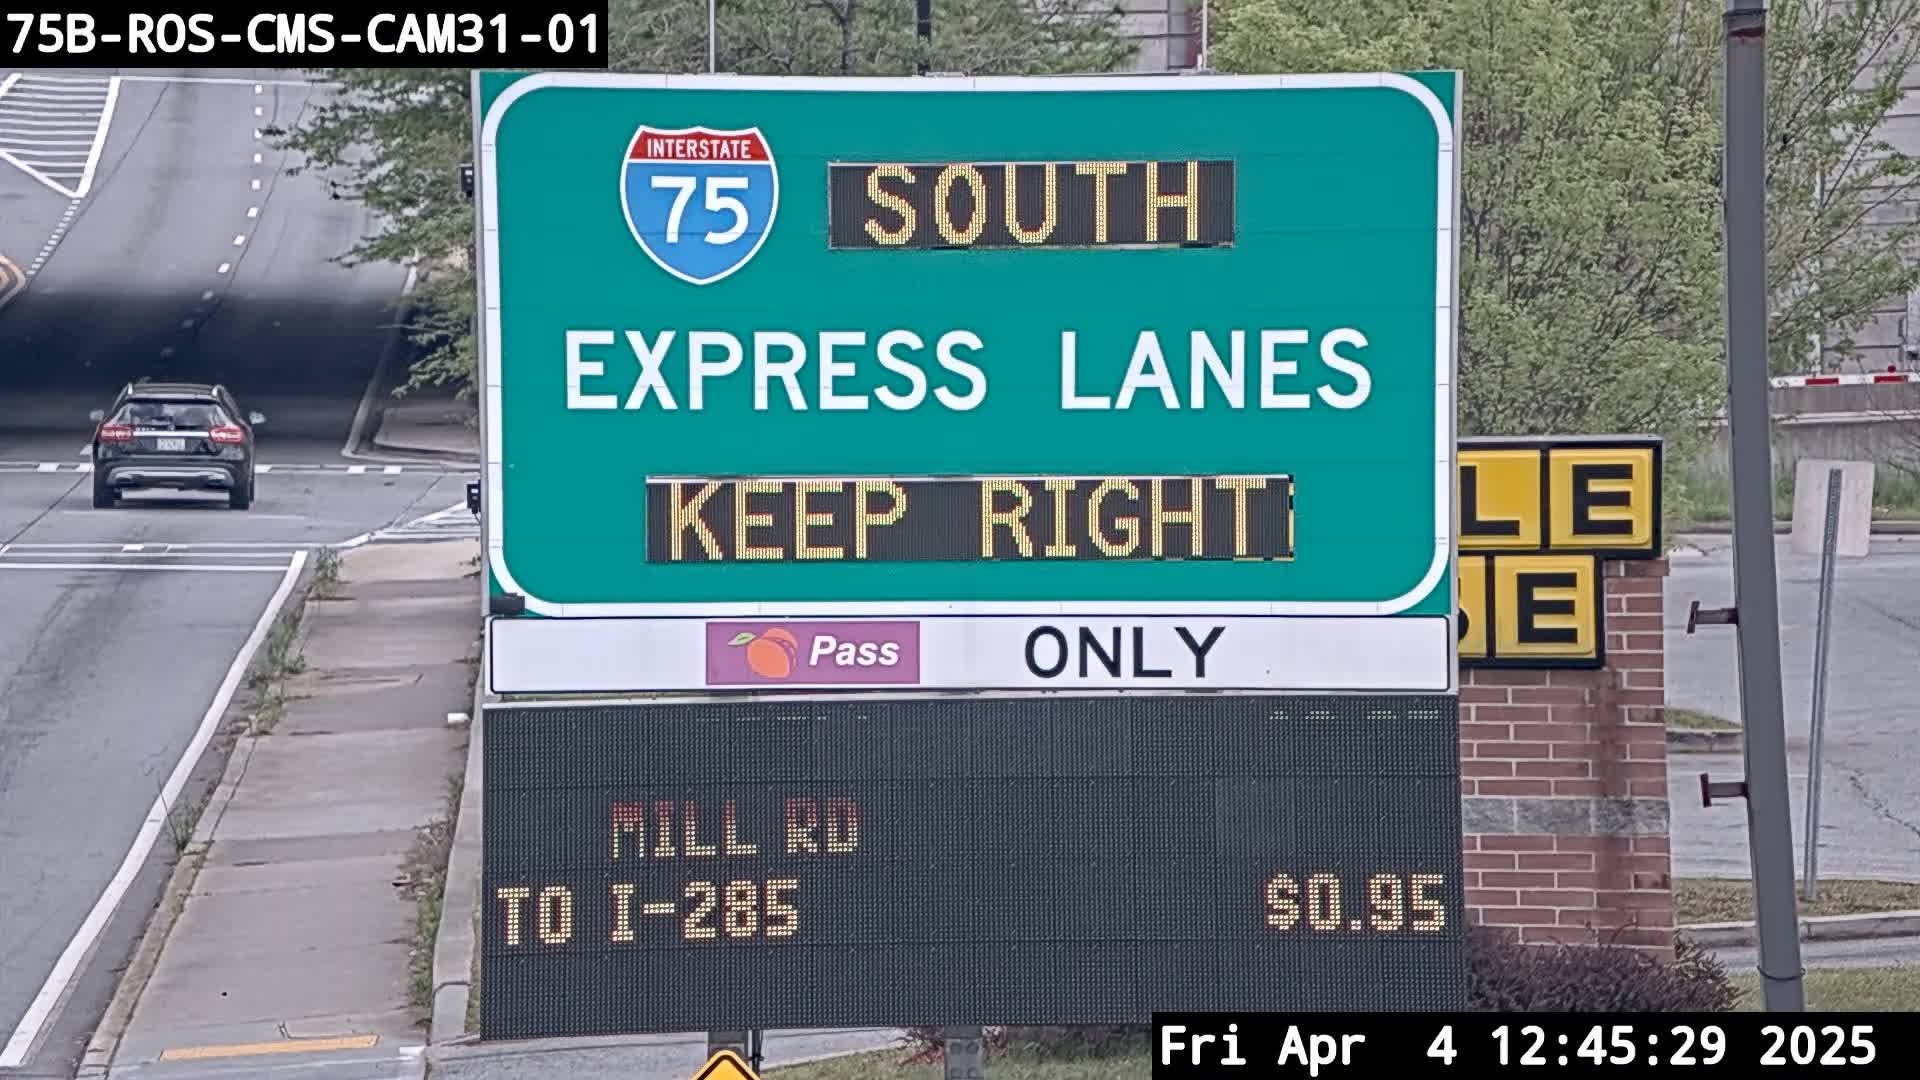 75B-ROS-CMS-CAM31-01
INTERSTATE
75
SOUTH
EXPRESS LANES
KEEP RIGHT
Pass ONLY
MILL RD
TO I-285 $0.95
LE
E
Fri Apr 4 12:45:29 2025